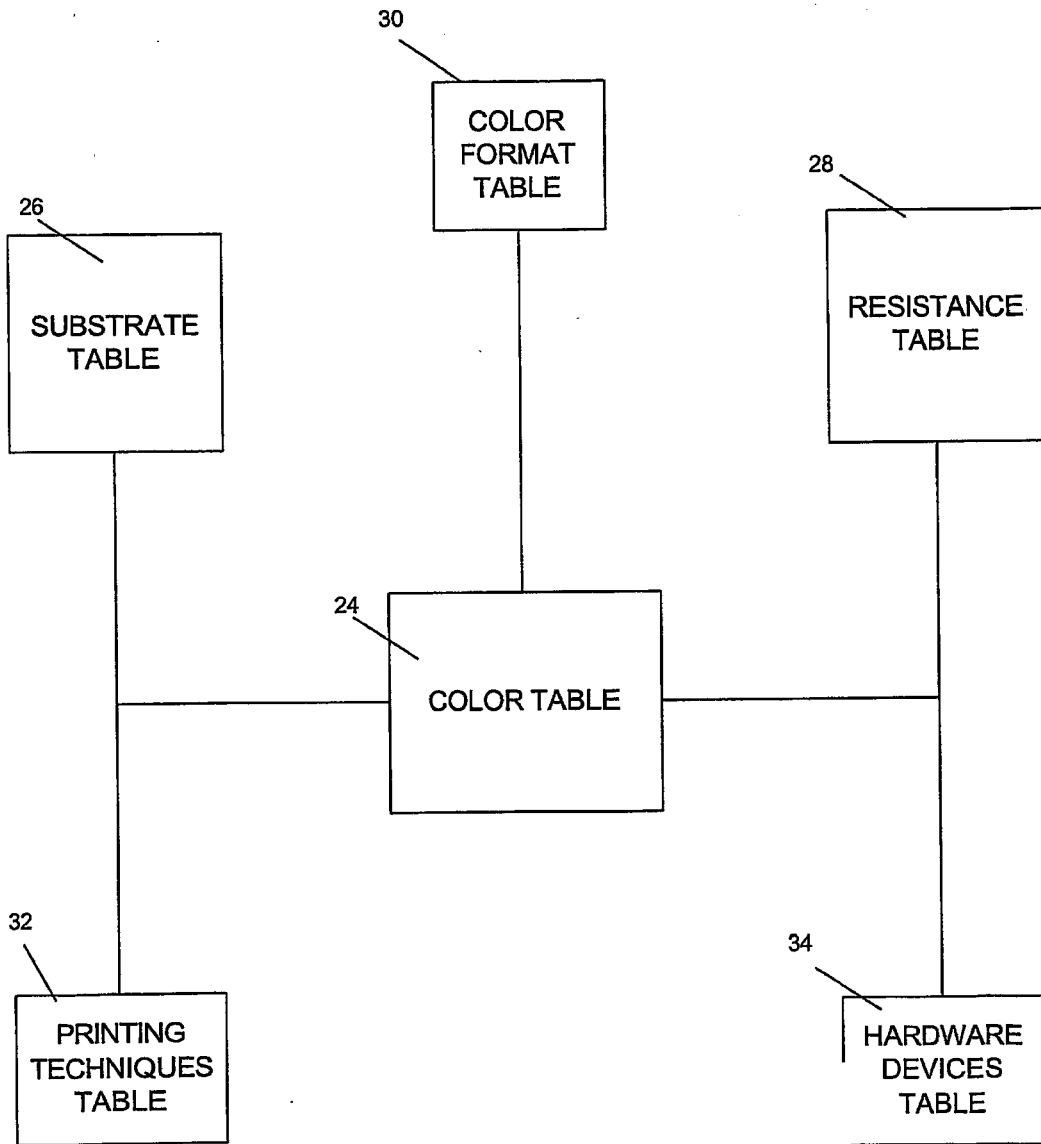 30
COLOR
FORMAT
TABLE
28
RESISTANCE
TABLE
26
SUBSTRATE
TABLE
24
COLOR TABLE
32
PRINTING
TECHNIQUES
TABLE
34
HARDWARE
DEVICES
TABLE